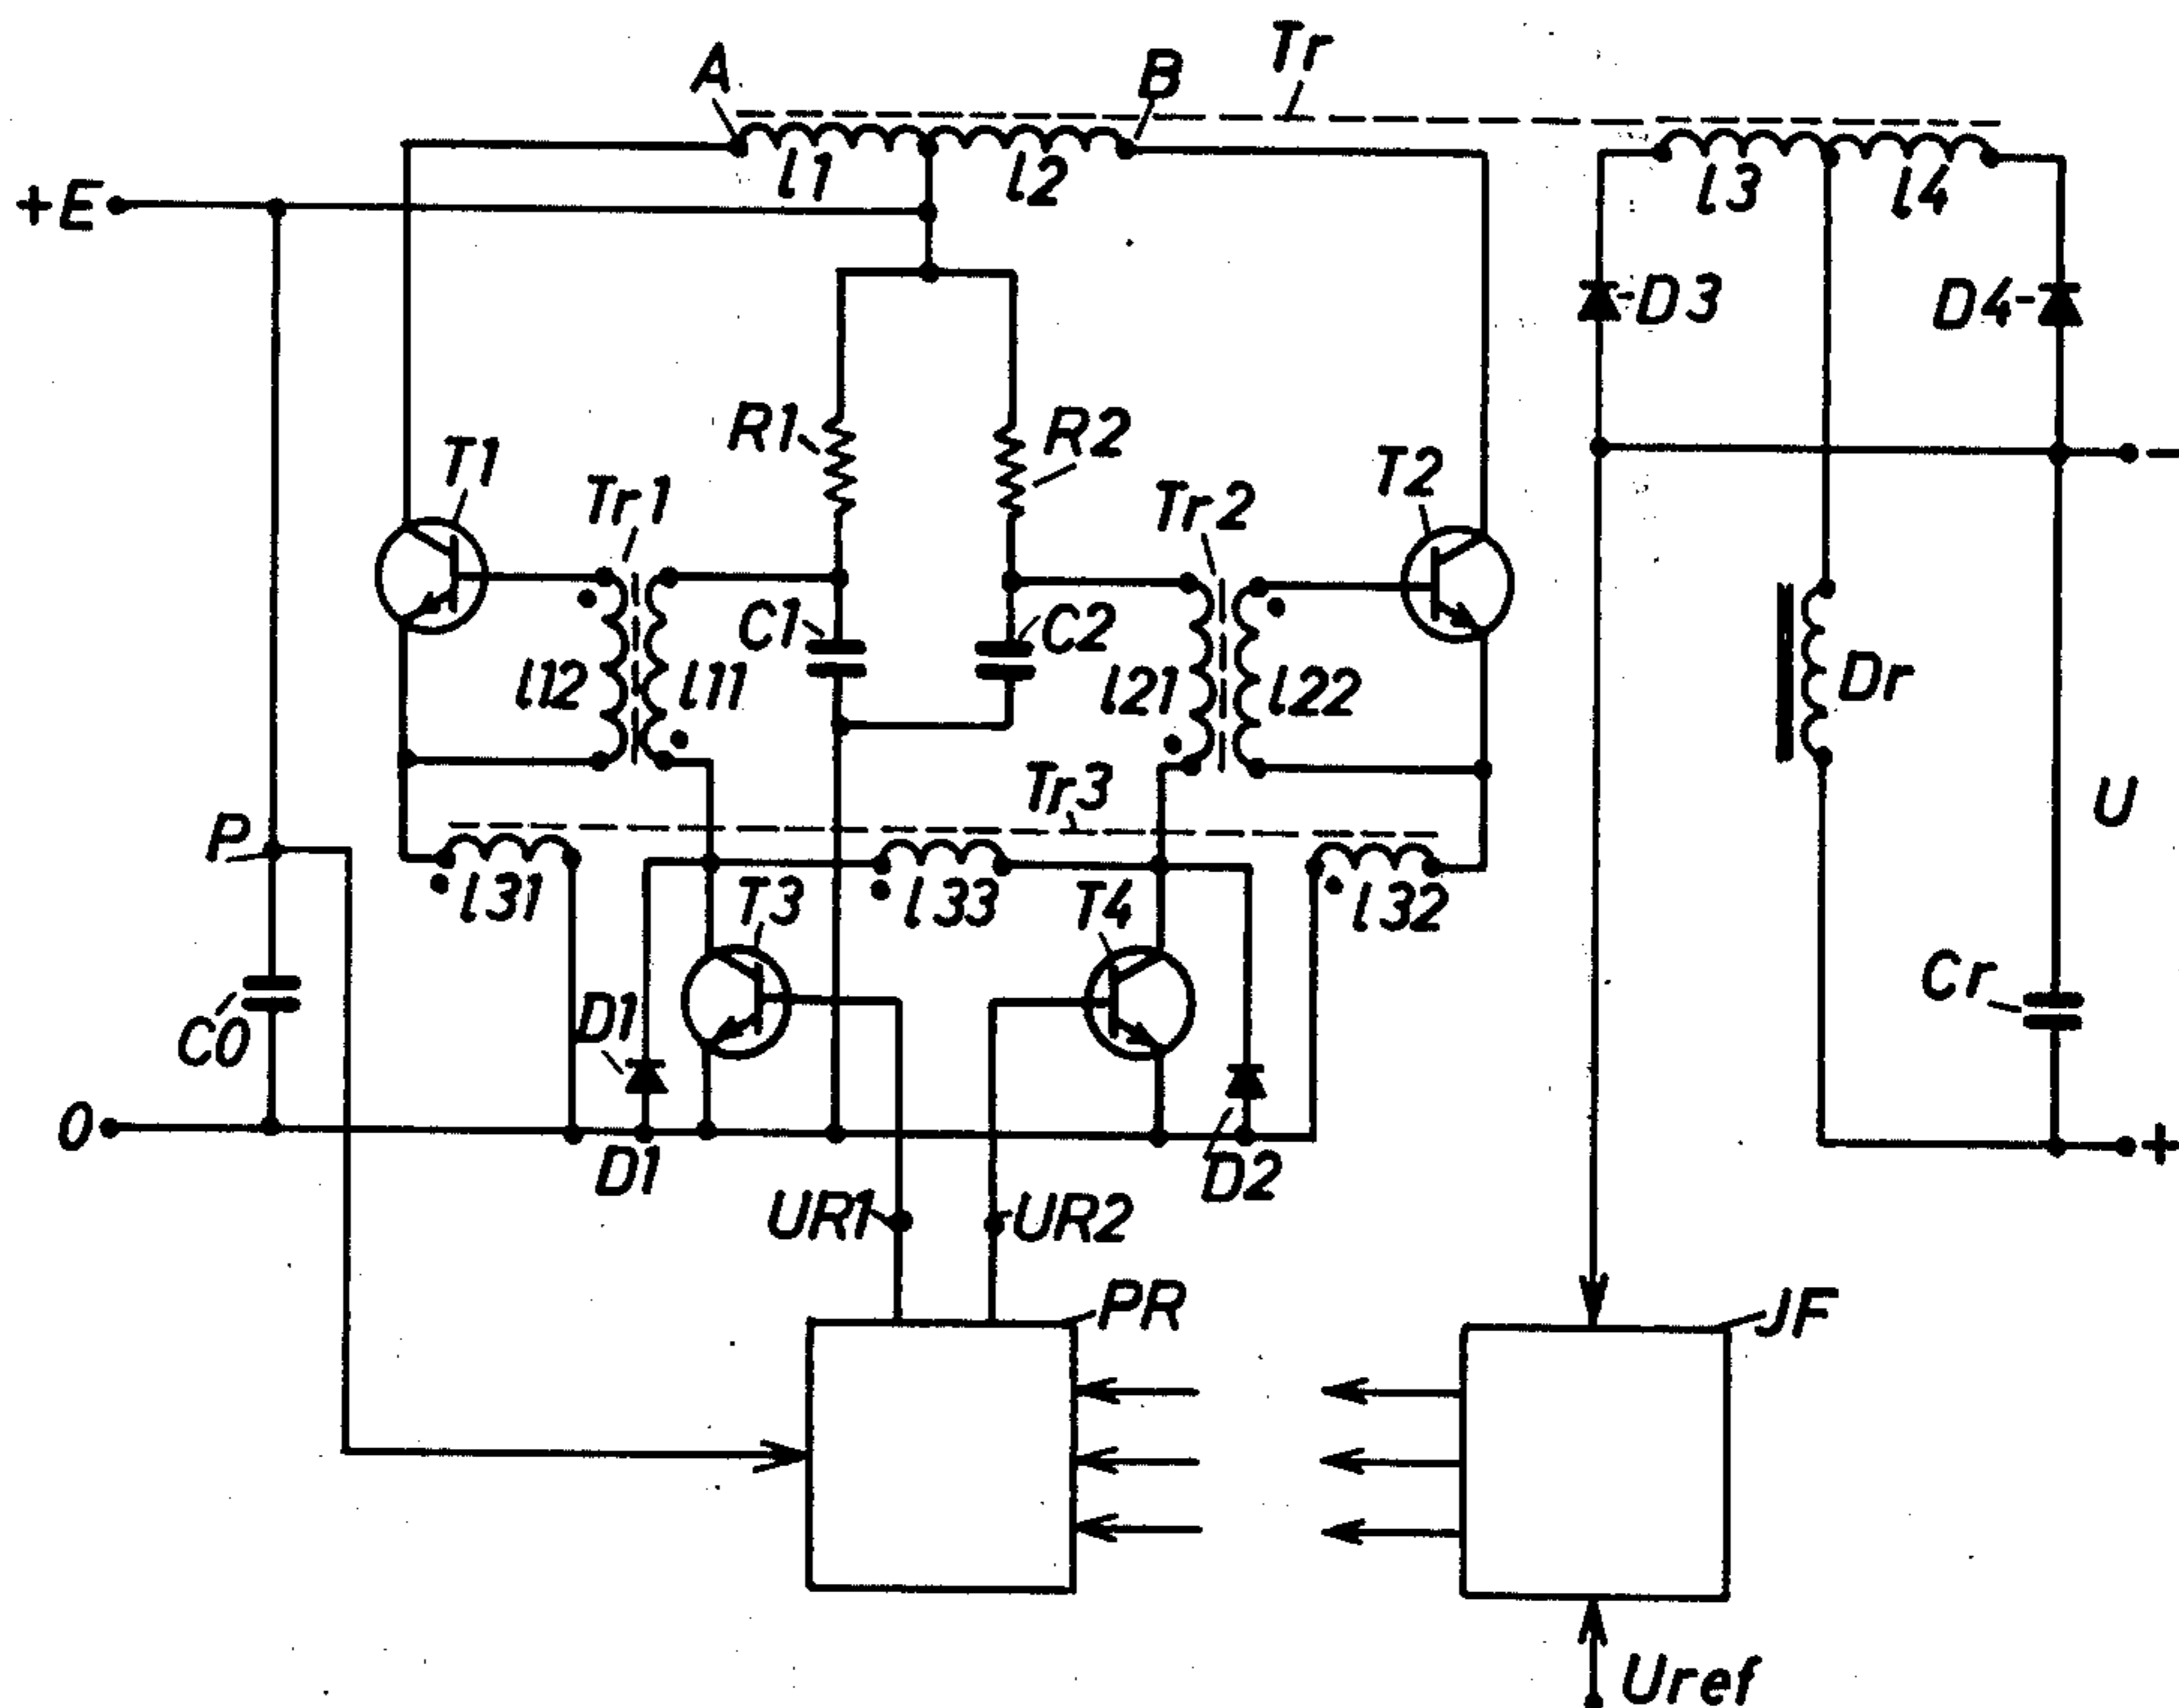 A
B
Tr
l1
l2
l3
l4
+E
D3
D4
R1
R2
T1
T2
Tr1
Tr2
-
C1
C2
l12
l11
l21
l22
Dr
U
P
Tr3
l31
T3
l33
T4
l32
C0
D1
Cr
0
D1
D2
+
UR1
UR2
PR
JF
Uref